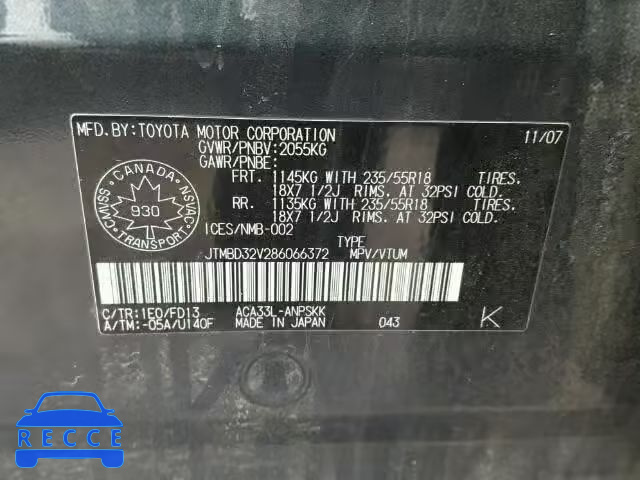 MFD.BY:TOYOTA MOTOR CORPORATION 11/07
GVWR/PNBV:2055KG
GAWR/PNBE:
FRT. 1145KG WITH 235/55R18 TIRES.
18X7 1/2J RIMS. AT 32PSI COLD.
RR. 1135KG WITH 235/55R18 TIRES.
18X7 1/2J RIMS. AT 32PSI COLD.
ICES/NMB-002
CANADA
CMVSS NSVAC
930
TRANSPORT
TYPE
JTMBD32V286066372 MPV/VTUM
C/TR:1E0/FD13 ACA33L-ANPSKK
A/TM:-05A/U140F MADE IN JAPAN 043 K
RECCE